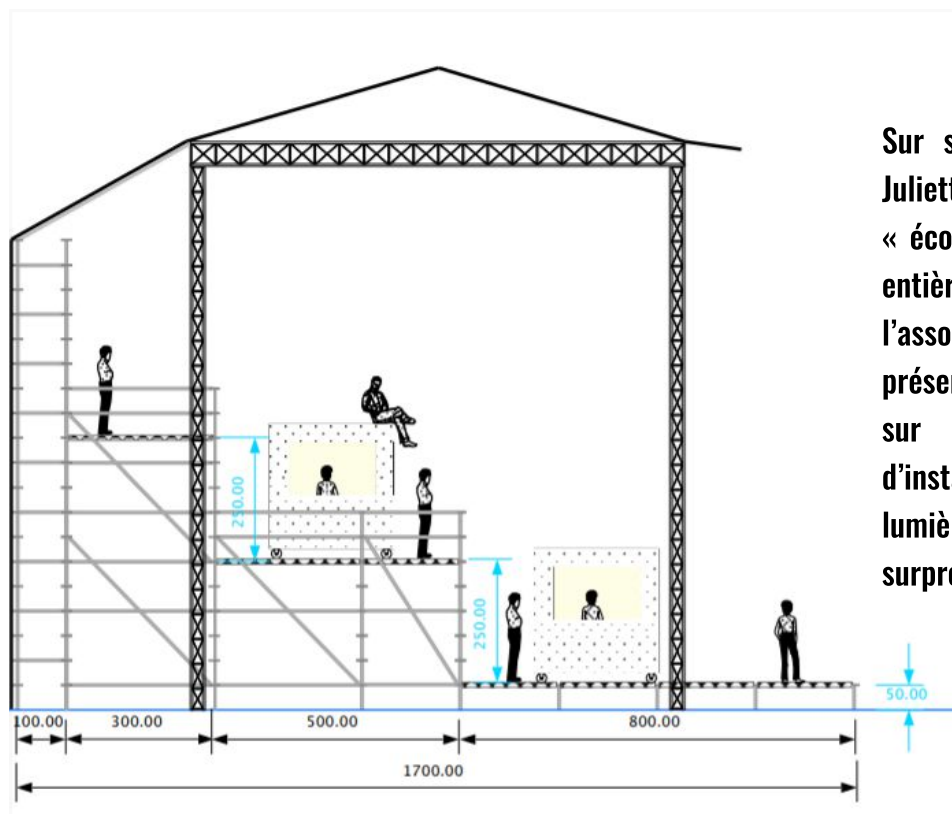 Sur s
Juliett
« éco
entièr
l'asso
préser
sur
d'inst
lumiè
surpr
250.00
250.00
50.00
100.00 300.00 500.00 800.00
1700.00